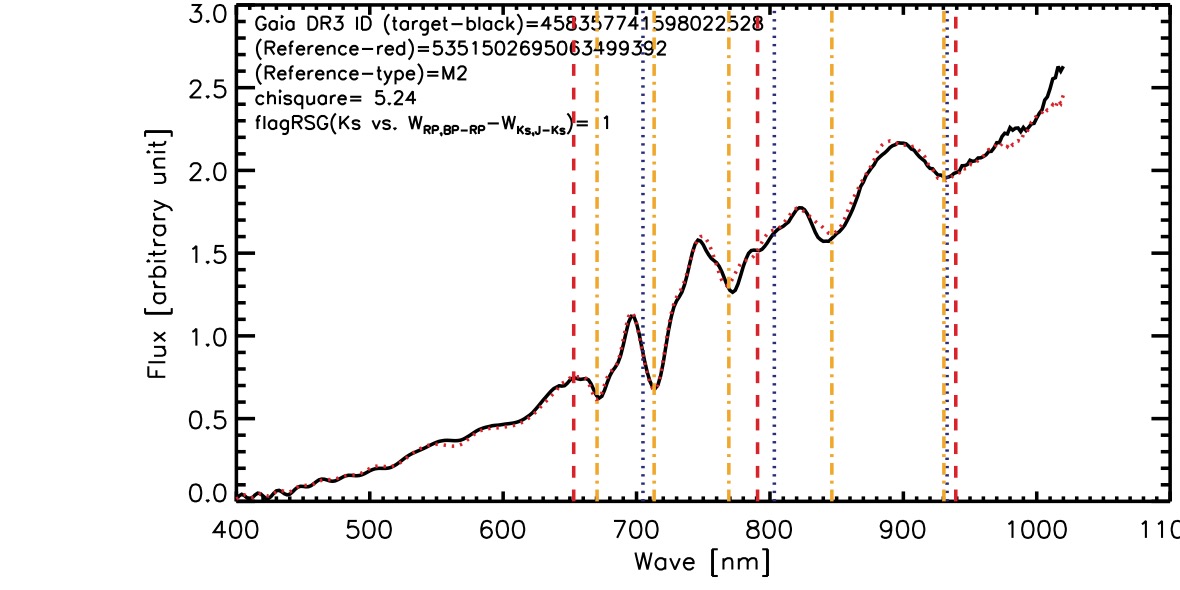 Gaia DR3 ID (target-black)=4583577741598022528
(Reference-red)=5351502695063499392
(Reference-type)=M2
chisquare= 5.24
flagRSG(Ks vs. WRP,BP-RP-WKs,J-Ks)= 1
3.0
2.5
2.0
1.5
1.0
0.5
0.0
Flux [arbitrary unit]
400 500 600 700 800 900 1000 110
Wave [nm]